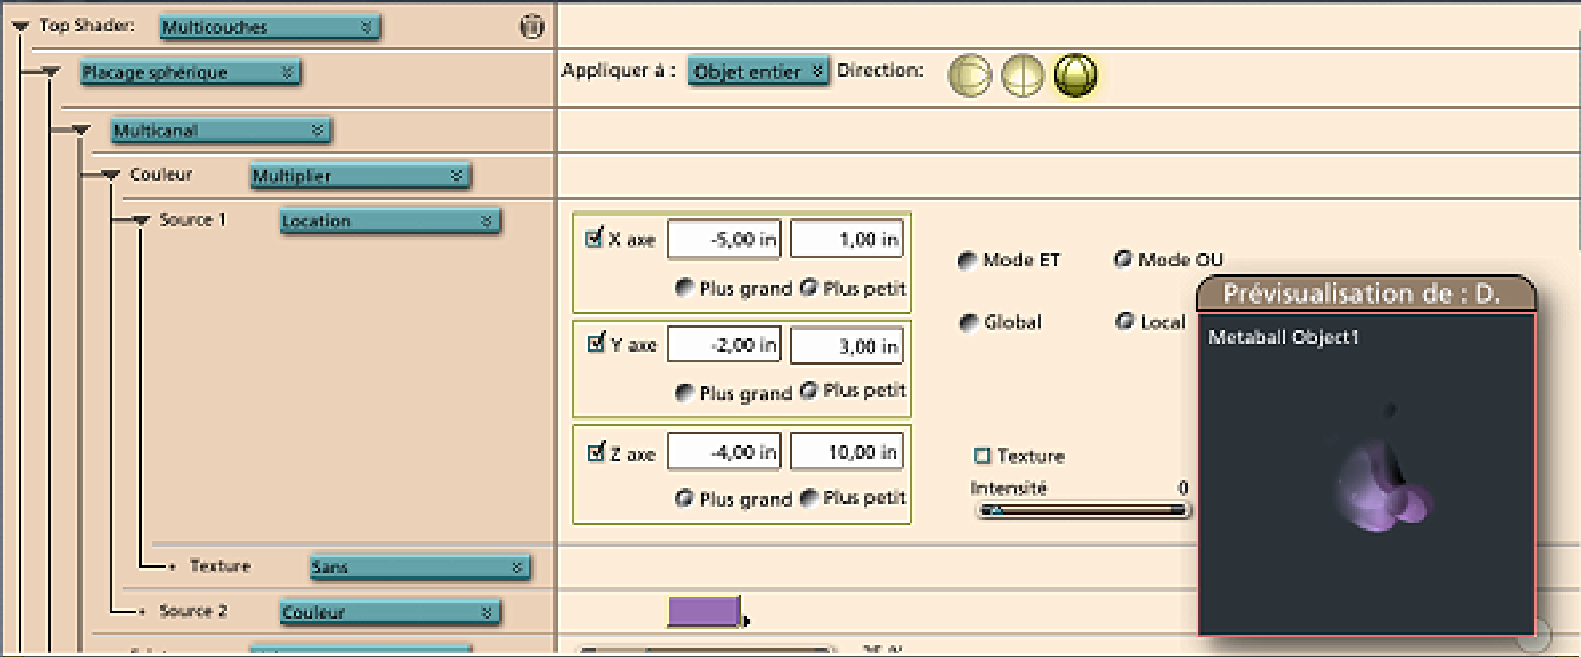 Top Shader: Multicouches
Placage sphérique Appliquer à : Objet entier Direction:
Multicanal
Couleur Multiplier
Source 1 Location
X axe -5,00 in 1,00 in
Plus grand Plus petit
Mode ET Mode OU
Global Local
Y axe -2,00 in 3,00 in
Plus grand Plus petit
Z axe -4,00 in 10,00 in
Plus grand Plus petit
Texture
Intensité 0
Prévisualisation de : D.
Metaball Object1
Texture Sans
Source 2 Couleur